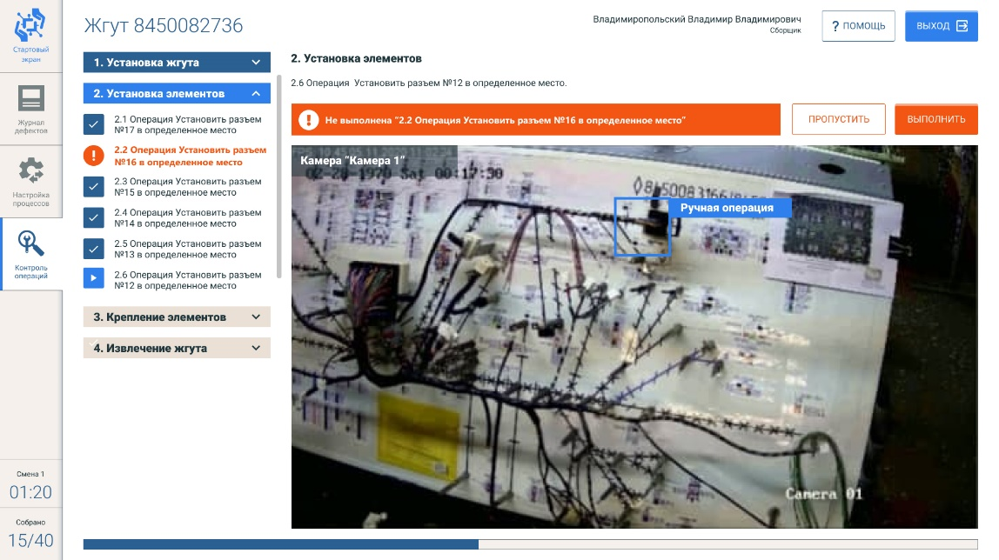 Жгут 8450082736
Владимиропольский Владимир Владимирович
Сборщик
? ПОМОЩЬ
ВЫХОД
Стартовый
экран
Журнал
дефектов
Настройка
процессов
Контроль
операций
Смена 1
01:20
Собрано
15/40
1. Установка жгута
2. Установка элементов
2.1 Операция Установить разъем
№17 в определенное место
2.2 Операция Установить разъем
№16 в определенное место
2.3 Операция Установить разъем
№15 в определенное место
2.4 Операция Установить разъем
№14 в определенное место
2.5 Операция Установить разъем
№13 в определенное место
2.6 Операция Установить разъем
№12 в определенное место
3. Крепление элементов
4. Извлечение жгута
2. Установка элементов
2.6 Операция Установить разъем №12 в определенное место.
Не выполнена “2.2 Операция Установить разъем №16 в определенное место”
ПРОПУСТИТЬ
ВЫПОЛНИТЬ
Камера “Камера 1”
02-28-1970 Sat 00:17:30
Ручная операция
Camera 01